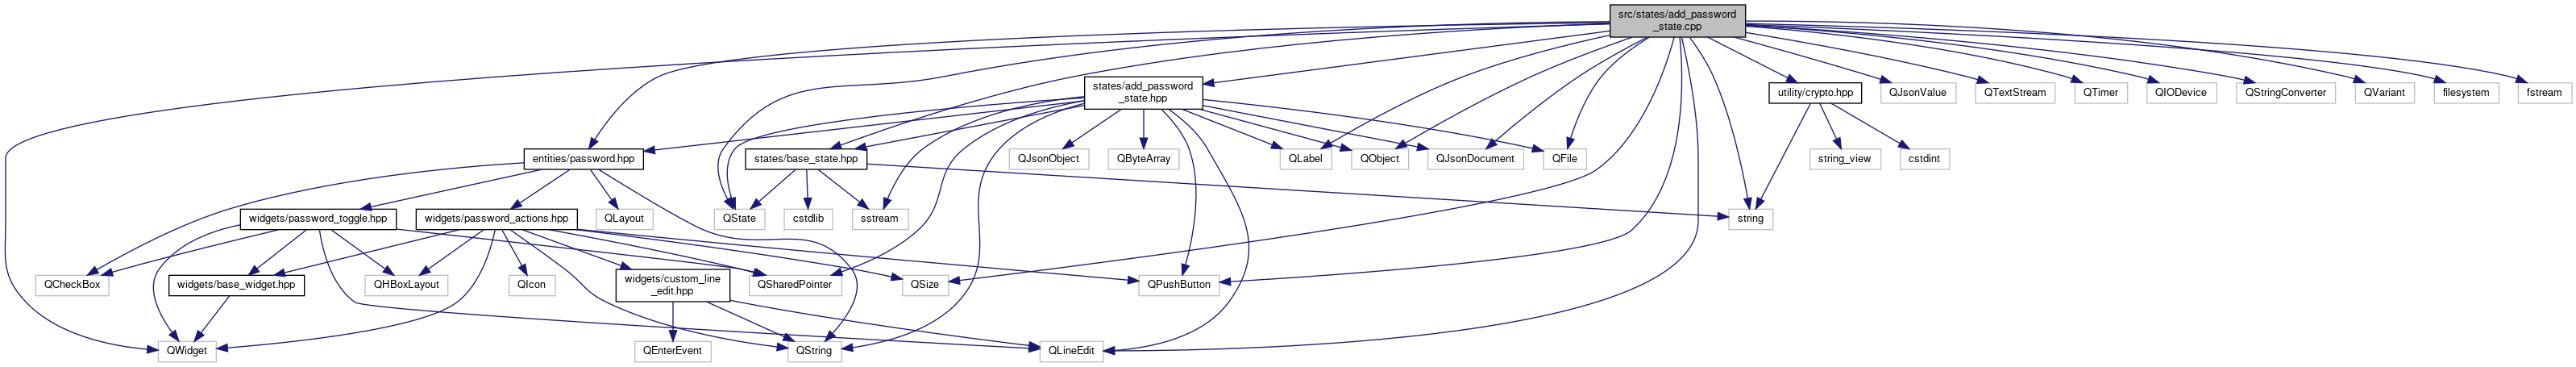 src/states/add_password
_state.cpp
states/add_password
_state.hpp
utility/crypto.hpp
QJsonValue
QTextStream
QTimer
QIODevice
QStringConverter
QVariant
filesystem
fstream
entities/password.hpp
states/base_state.hpp
QJsonObject
QByteArray
QLabel
QObject
QJsonDocument
QFile
string_view
cstdint
widgets/password_toggle.hpp
widgets/password_actions.hpp
QLayout
QState
cstdlib
sstream
string
QCheckBox
widgets/base_widget.hpp
QHBoxLayout
QIcon
widgets/custom_line
_edit.hpp
QSharedPointer
QSize
QPushButton
QWidget
QEnterEvent
QString
QLineEdit